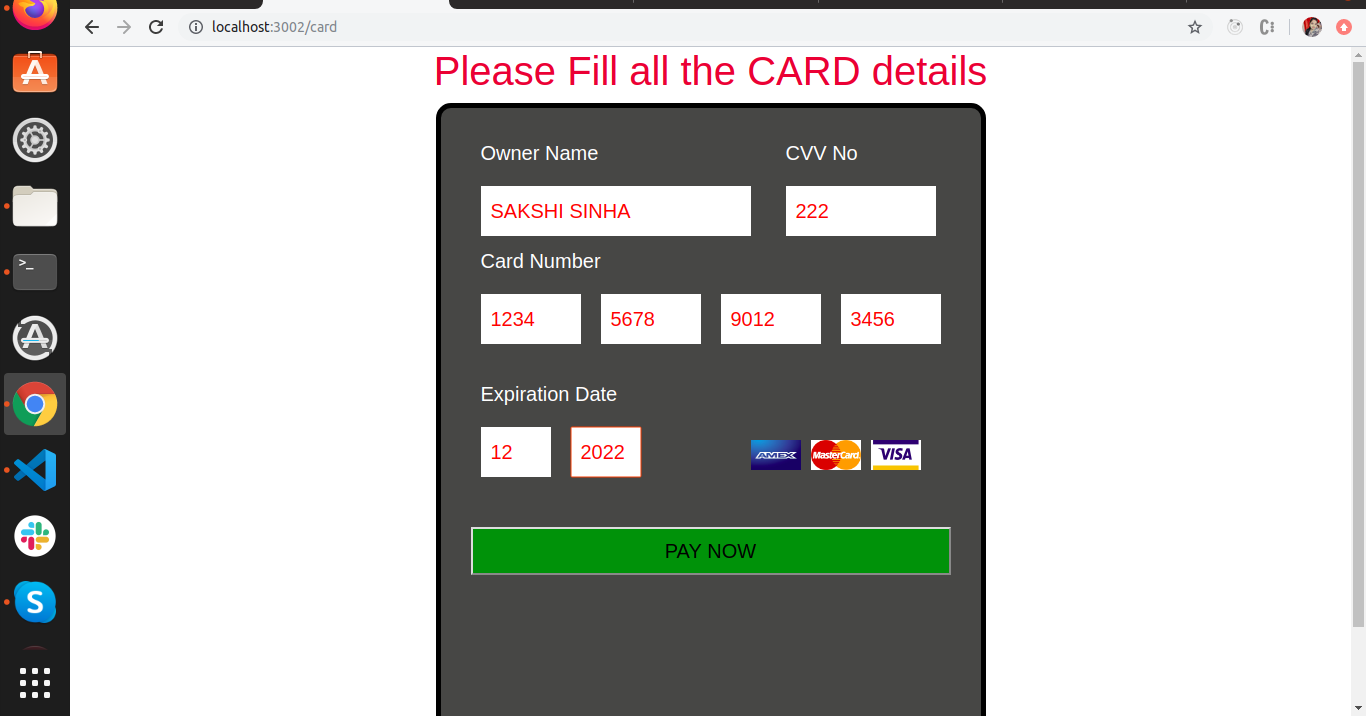 localhost:3002/card
Please Fill all the CARD details
Owner Name CVV No
SAKSHI SINHA 222
Card Number
1234 5678 9012 3456
Expiration Date
12 2022
AMEX MasterCard VISA
PAY NOW